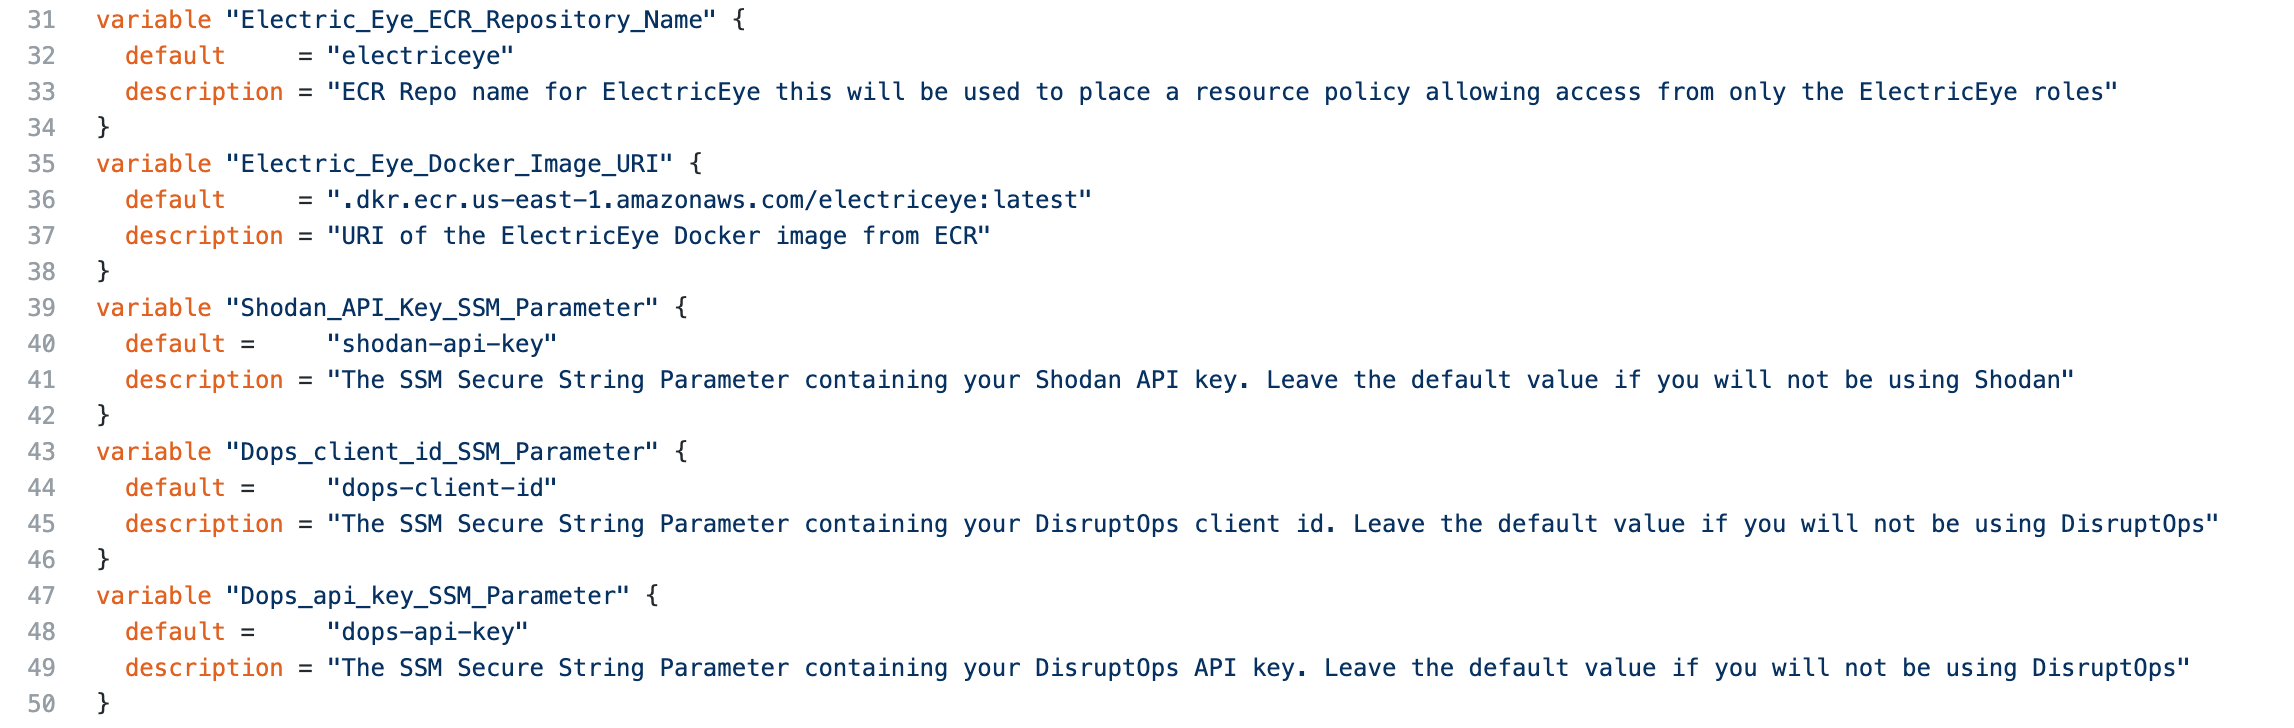 31 variable "Electric_Eye_ECR_Repository_Name" {
32 default = "electriceye"
33 description = "ECR Repo name for ElectricEye this will be used to place a resource policy allowing access from only the ElectricEye roles"
34 }
35 variable "Electric_Eye_Docker_Image_URI" {
36 default = ".dkr.ecr.us-east-1.amazonaws.com/electriceye:latest"
37 description = "URI of the ElectricEye Docker image from ECR"
38 }
39 variable "Shodan_API_Key_SSM_Parameter" {
40 default = "shodan-api-key"
41 description = "The SSM Secure String Parameter containing your Shodan API key. Leave the default value if you will not be using Shodan"
42 }
43 variable "Dops_client_id_SSM_Parameter" {
44 default = "dops-client-id"
45 description = "The SSM Secure String Parameter containing your DisruptOps client id. Leave the default value if you will not be using DisruptOps"
46 }
47 variable "Dops_api_key_SSM_Parameter" {
48 default = "dops-api-key"
49 description = "The SSM Secure String Parameter containing your DisruptOps API key. Leave the default value if you will not be using DisruptOps"
50 }